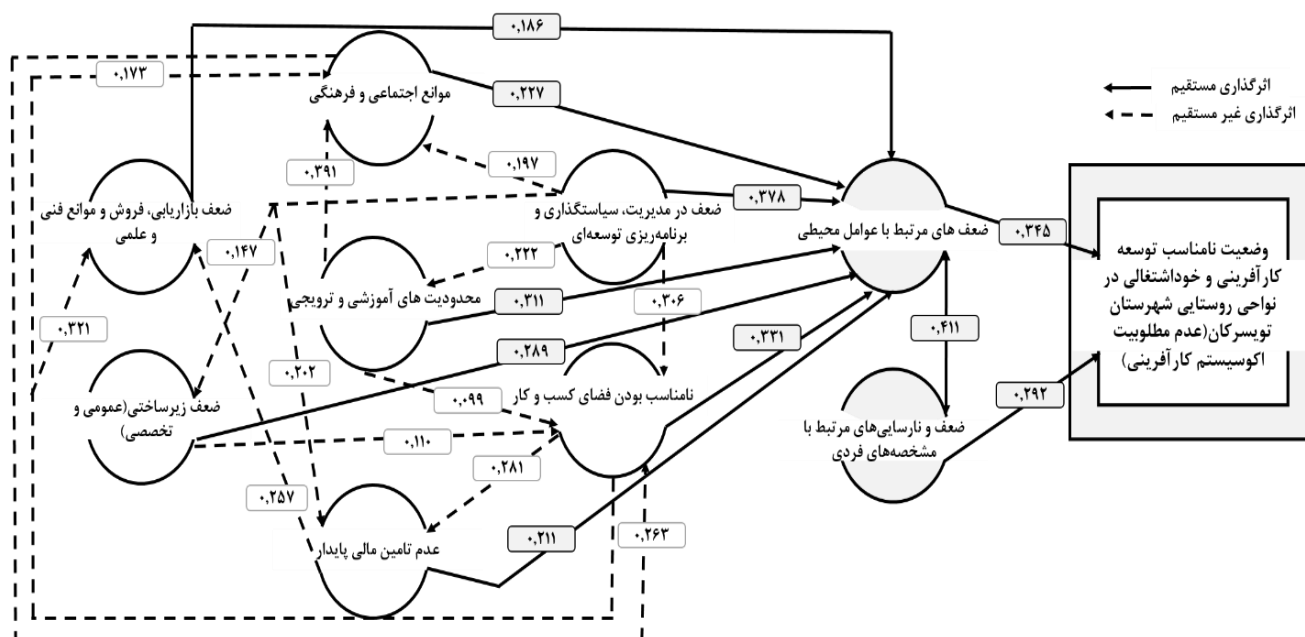 ۰,۱۸۶
۰,۱۷۳
موانع اجتماعی و فرهنگی
۰,۲۲۷
اثرگذاری مستقیم
اثرگذاری غیر مستقیم
۰,۳۹۱
۰,۱۹۷
ضعف بازاریابی، فروش و موانع فنی
و علمی
ضعف در مدیریت، سیاستگذاری و
برنامه‌ریزی توسعه‌ای
۰,۳۷۸
ضعف های مرتبط با عوامل محیطی
۰,۳۴۵
وضعیت نامناسب توسعه
کارآفرینی و خوداشتغالی در
نواحی روستایی شهرستان
تویسرکان(عدم مطلوبیت
اکوسیستم کارآفرینی)
۰,۱۴۷
۰,۲۲۲
محدودیت های آموزشی و ترویجی
۰,۳۱۱
۰,۳۰۶
۰,۳۲۱
۰,۲۸۹
۰,۳۳۱
۰,۴۱۱
۰,۲۰۲
ضعف زیرساختی(عمومی و
تخصصی)
۰,۰۹۹
نامناسب بودن فضای کسب و کار
۰,۲۹۲
۰,۱۱۰
ضعف و نارسایی‌های مرتبط با
مشخصه‌های فردی
۰,۲۸۱
۰,۲۵۷
عدم تامین مالی پایدار
۰,۲۱۱
۰,۲۶۳